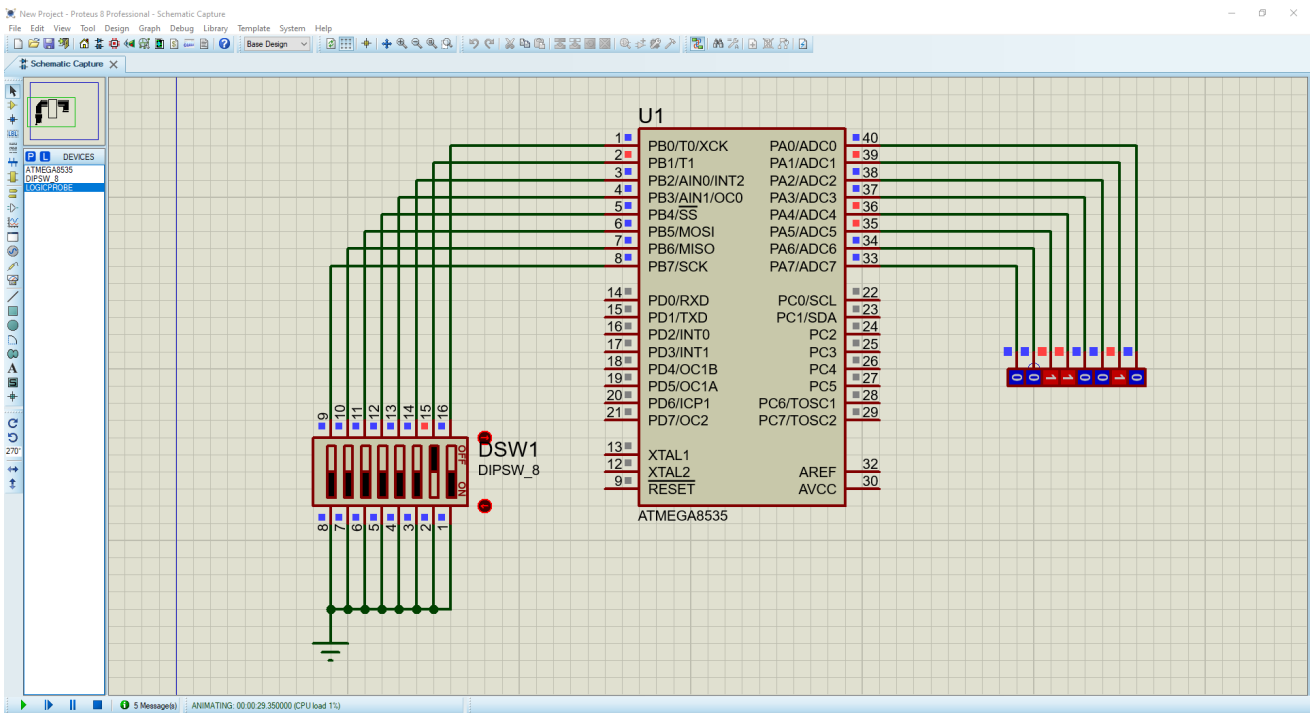 New Project - Proteus 8 Professional - Schematic Capture
File Edit View Tool Design Graph Debug Library Template System Help
Base Design
Schematic Capture
P L DEVICES
ATMEGA8535
DIPSW_8
LOGICPROBE
270°
U1
1 PB0/T0/XCK PA0/ADC0 40
2 PB1/T1 PA1/ADC1 39
3 PB2/AIN0/INT2 PA2/ADC2 38
4 PB3/AIN1/OC0 PA3/ADC3 37
5 PB4/SS PA4/ADC4 36
6 PB5/MOSI PA5/ADC5 35
7 PB6/MISO PA6/ADC6 34
8 PB7/SCK PA7/ADC7 33
14 PD0/RXD PC0/SCL 22
15 PD1/TXD PC1/SDA 23
16 PD2/INT0 PC2 24
17 PD3/INT1 PC3 25
18 PD4/OC1B PC4 26
19 PD5/OC1A PC5 27
20 PD6/ICP1 PC6/TOSC1 28
21 PD7/OC2 PC7/TOSC2 29
13 XTAL1
12 XTAL2 AREF 32
9 RESET AVCC 30
ATMEGA8535
0 0 1 1 0 0 1 0
9 10 11 12 13 14 15 16
OFF
ON
DSW1
DIPSW_8
8 7 6 5 4 3 2 1
5 Message(s) ANIMATING: 00:00:29.350000 (CPU load 1%)